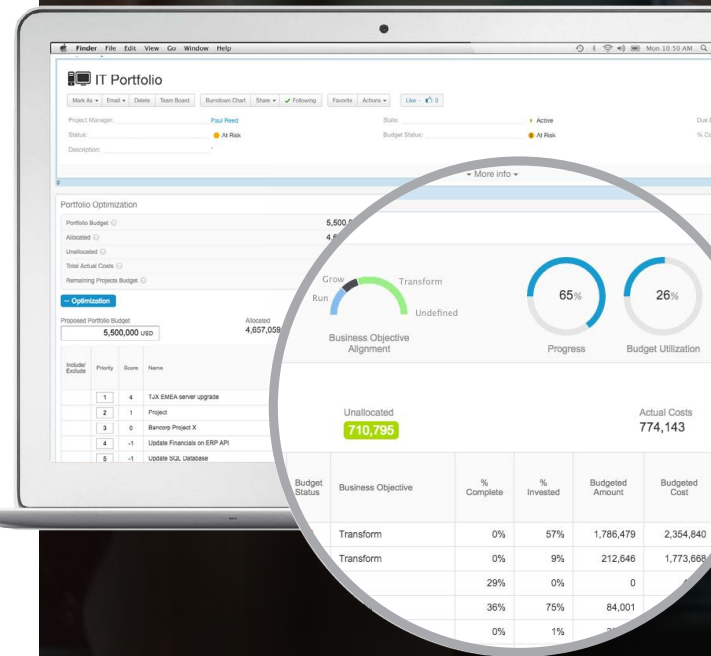 Finder File Edit View Go Window Help Mon 10:50 AM
IT Portfolio
Mark As Email Delete Team Board Burndown Chart Share Following Favorite Actions Like - 0
Project Manager: Paul Reed State: Active Due
Status: At Risk Budget Status: At Risk %
Description:
More info
Portfolio Optimization
Portfolio Budget 5,500,0
Allocated
Unallocated
Total Actual Costs
Remaining Projects Budget
– Optimization
Proposed Portfolio Budget Allocated
5,500,000 USD 4,657,059
Include/ Exclude Priority Score Name
1 4 TJX EMEA server upgrade
2 1 Project
3 0 Bancorp Project X
4 -1 Update Financials on ERP API
5 -1 Update SQL Database
Grow Transform
Run Undefined
Business Objective
Alignment
65%
Progress
26%
Budget Utilization
Unallocated Actual Costs
710,795 774,143
Budget Status Business Objective % Complete % Invested Budgeted Amount Budgeted Cost
Transform 0% 57% 1,786,479 2,354,840
Transform 0% 9% 212,646 1,773,668
29% 0% 0
36% 75% 84,001
0% 1%